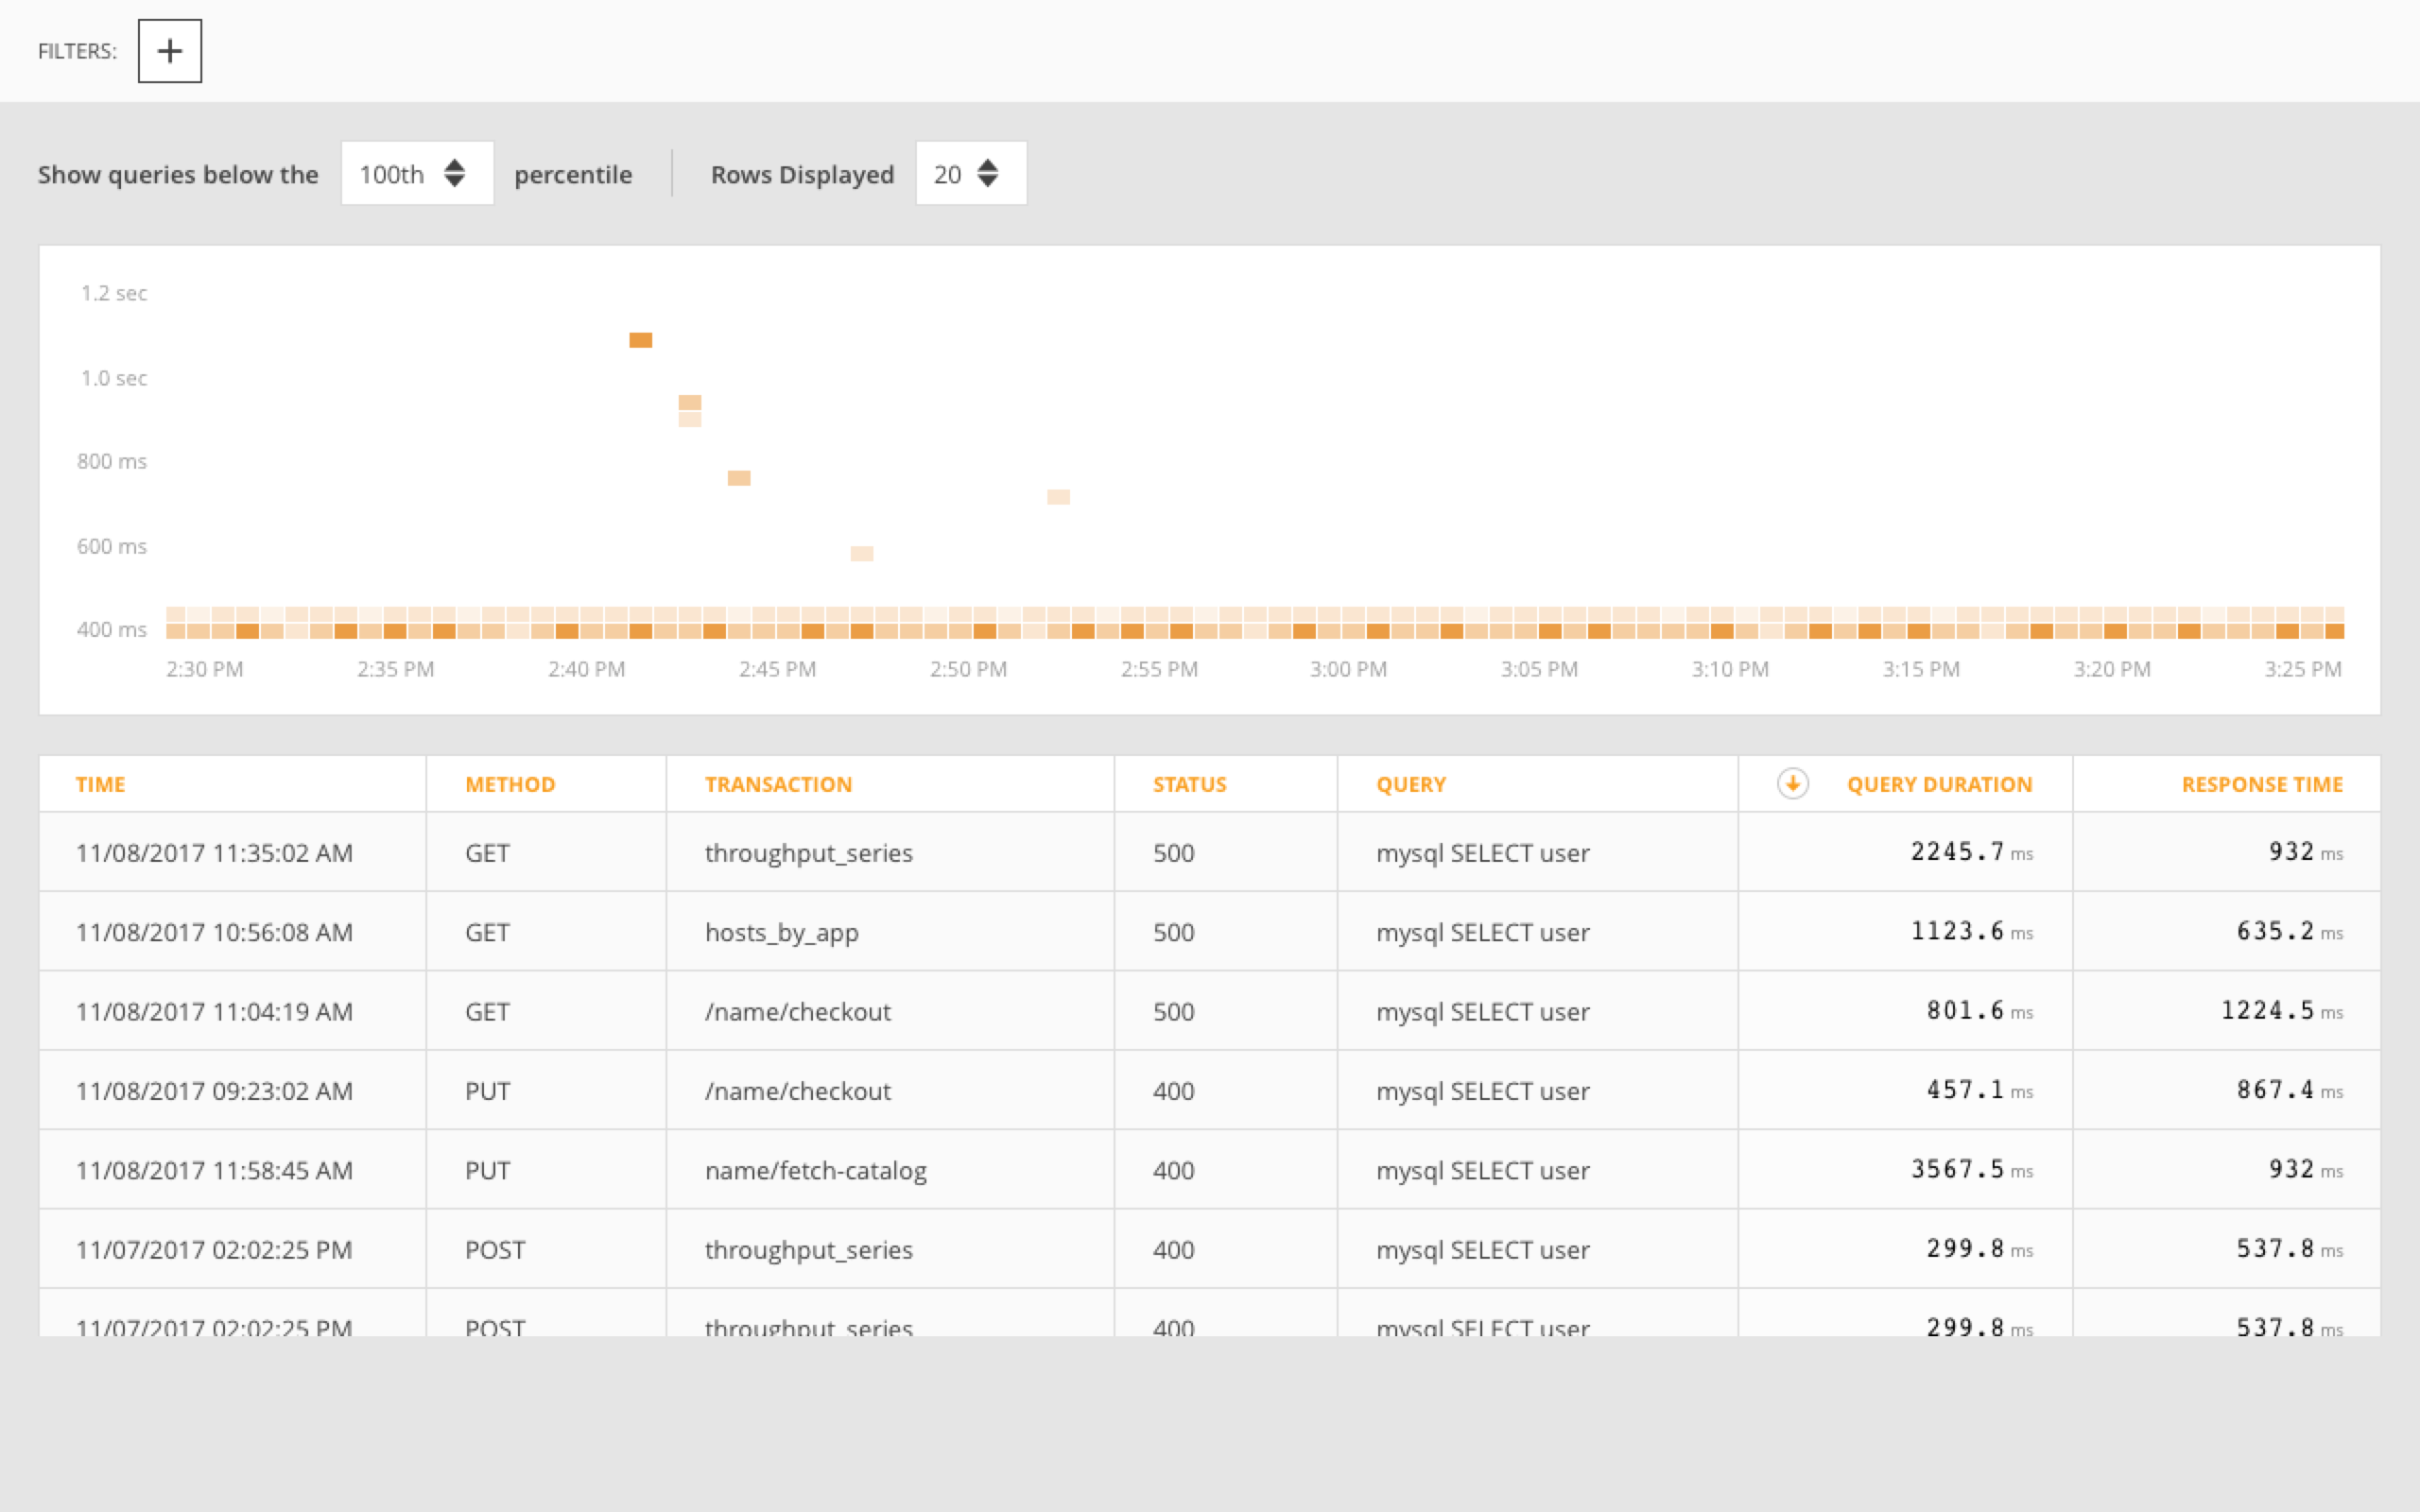 FILTERS: +
Show queries below the 100th percentile Rows Displayed 20
1.2 sec
1.0 sec
800 ms
600 ms
400 ms
2:30 PM 2:35 PM 2:40 PM 2:45 PM 2:50 PM 2:55 PM 3:00 PM 3:05 PM 3:10 PM 3:15 PM 3:20 PM 3:25 PM
TIME METHOD TRANSACTION STATUS QUERY QUERY DURATION RESPONSE TIME
11/08/2017 11:35:02 AM GET throughput_series 500 mysql SELECT user 2245.7 ms 932 ms
11/08/2017 10:56:08 AM GET hosts_by_app 500 mysql SELECT user 1123.6 ms 635.2 ms
11/08/2017 11:04:19 AM GET /name/checkout 500 mysql SELECT user 801.6 ms 1224.5 ms
11/08/2017 09:23:02 AM PUT /name/checkout 400 mysql SELECT user 457.1 ms 867.4 ms
11/08/2017 11:58:45 AM PUT name/fetch-catalog 400 mysql SELECT user 3567.5 ms 932 ms
11/07/2017 02:02:25 PM POST throughput_series 400 mysql SELECT user 299.8 ms 537.8 ms
11/07/2017 02:02:25 PM POST throughput_series 400 mysql SELECT user 299.8 ms 537.8 ms